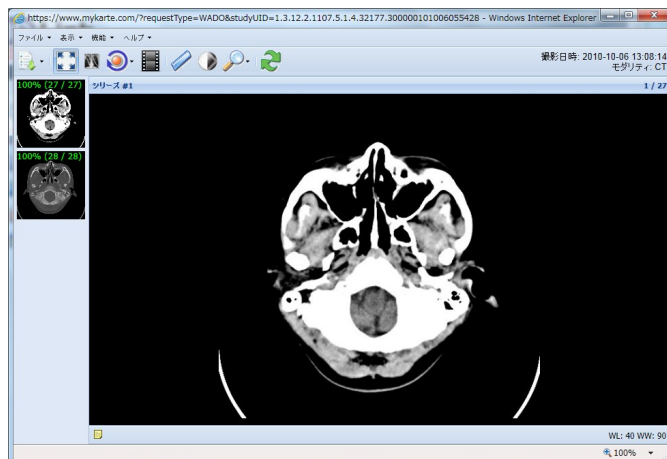 https://www.mykarte.com/?requestType=WADO&studyUID=1.3.12.2.1107.5.1.4.32177.300000101006055428 - Windows Internet Explorer
ファイル ▾ 表示 ▾ 機能 ▾ ヘルプ ▾
撮影日時: 2010-10-06 13:08:14
モダリティ: CT
100% (27 / 27)
シリーズ #1
1 / 27
100% (28 / 28)
WL: 40 WW: 90
100%